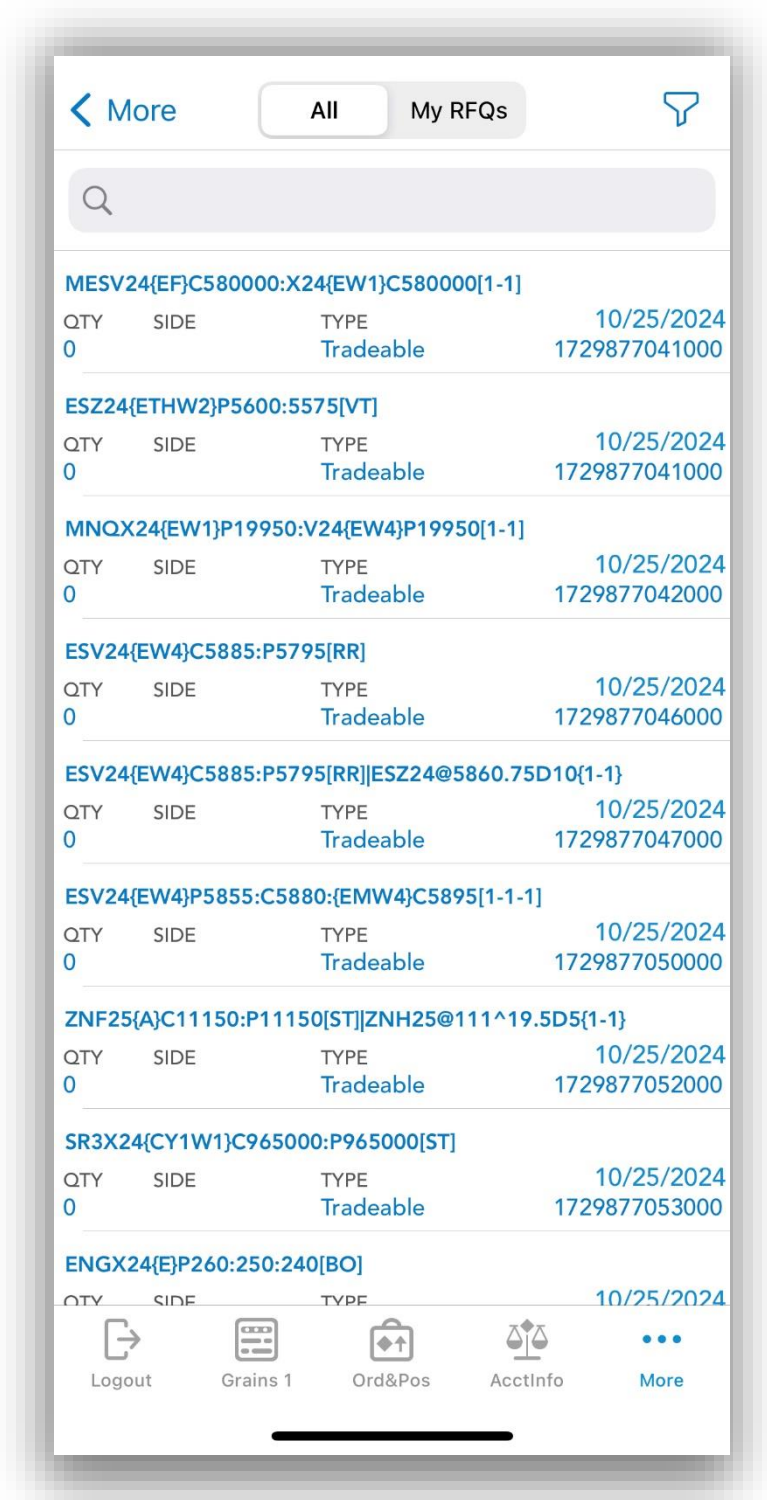 More All My RFQs
MESV24{EF}C580000:X24{EW1}C580000[1-1]
QTY SIDE TYPE 10/25/2024
0 Tradeable 1729877041000
ESZ24{ETHW2}P5600:5575[VT]
QTY SIDE TYPE 10/25/2024
0 Tradeable 1729877041000
MNQX24{EW1}P19950:V24{EW4}P19950[1-1]
QTY SIDE TYPE 10/25/2024
0 Tradeable 1729877042000
ESV24{EW4}C5885:P5795[RR]
QTY SIDE TYPE 10/25/2024
0 Tradeable 1729877046000
ESV24{EW4}C5885:P5795[RR]|ESZ24@5860.75D10{1-1}
QTY SIDE TYPE 10/25/2024
0 Tradeable 1729877047000
ESV24{EW4}P5855:C5880:{EMW4}C5895[1-1-1]
QTY SIDE TYPE 10/25/2024
0 Tradeable 1729877050000
ZNF25{A}C11150:P11150[ST]|ZNH25@111^19.5D5{1-1}
QTY SIDE TYPE 10/25/2024
0 Tradeable 1729877052000
SR3X24{CY1W1}C965000:P965000[ST]
QTY SIDE TYPE 10/25/2024
0 Tradeable 1729877053000
ENGX24{E}P260:250:240[BO]
QTY SIDE TYPE 10/25/2024
Logout Grains 1 Ord&Pos AcctInfo More